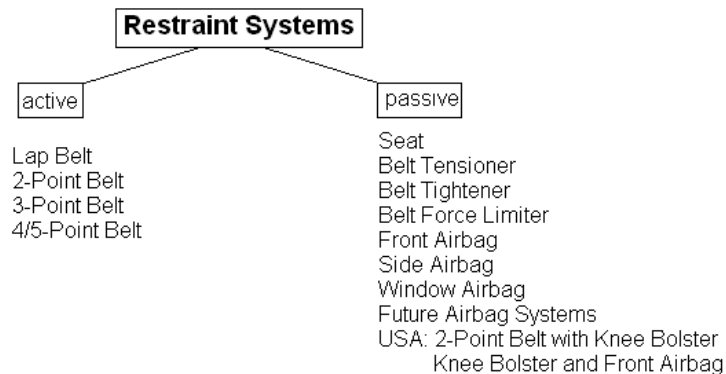 Restraint Systems
active
passive
Lap Belt
2-Point Belt
3-Point Belt
4/5-Point Belt
Seat
Belt Tensioner
Belt Tightener
Belt Force Limiter
Front Airbag
Side Airbag
Window Airbag
Future Airbag Systems
USA: 2-Point Belt with Knee Bolster
Knee Bolster and Front Airbag